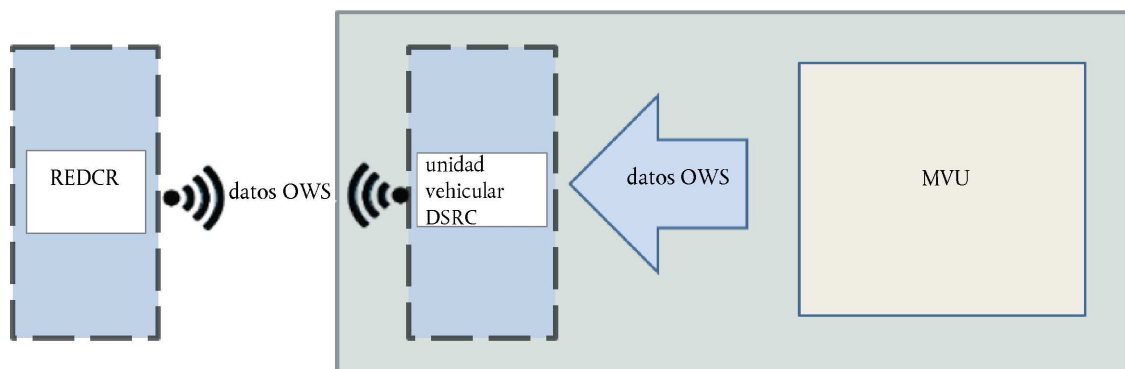 REDCR
datos OWS
unidad
vehicular
DSRC
datos OWS
MVU